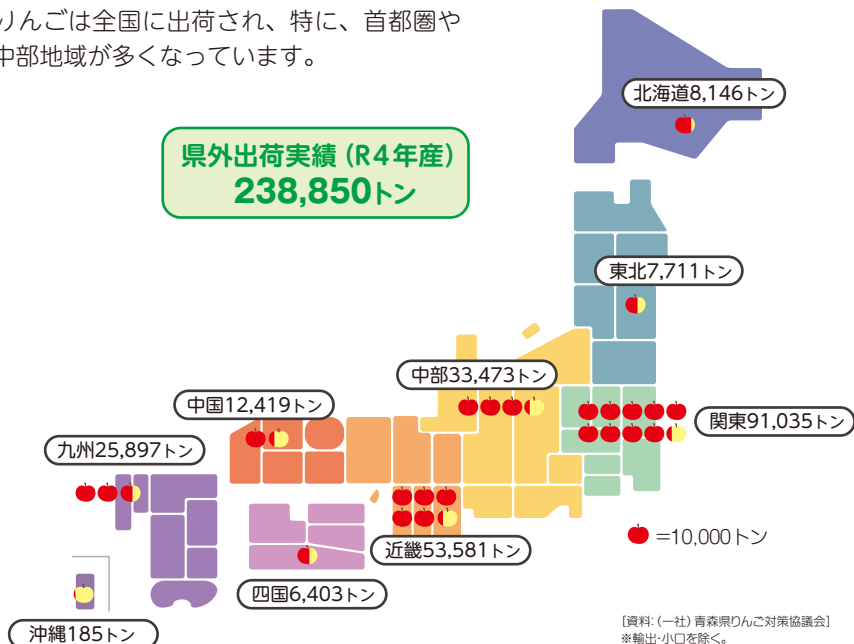 りんごは全国に出荷され、特に、首都圏や
中部地域が多くなっています。
県外出荷実績（R４年産）
238,850トン
北海道8,146トン
東北7,711トン
中部33,473トン
中国12,419トン
関東91,035トン
九州25,897トン
=10,000トン
近畿53,581トン
四国6,403トン
沖縄185トン
［資料：（一社）青森県りんご対策協議会］
※輸出・小口を除く。